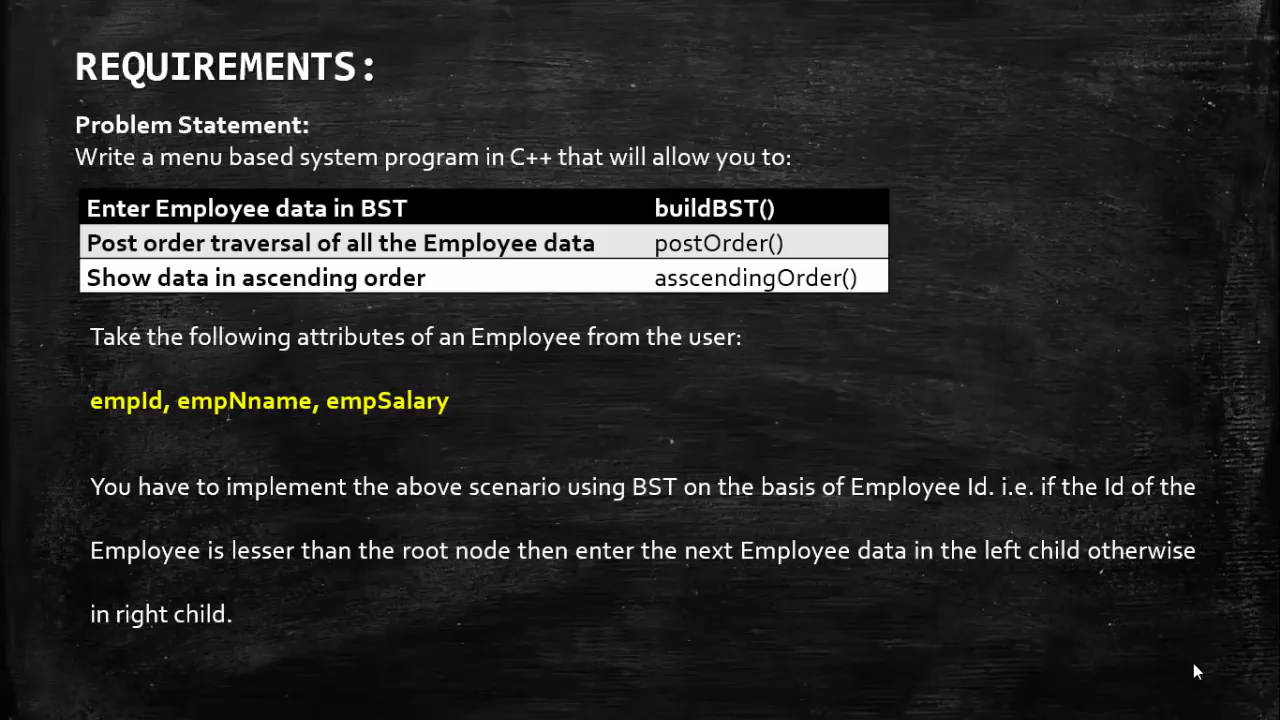 REQUIREMENTS:
Problem Statement:
Write a menu based system program in C++ that will allow you to:
Enter Employee data in BST buildBST()
Post order traversal of all the Employee data postOrder()
Show data in ascending order asscendingOrder()
Take the following attributes of an Employee from the user:
empId, empNname, empSalary
You have to implement the above scenario using BST on the basis of Employee Id. i.e. if the Id of the
Employee is lesser than the root node then enter the next Employee data in the left child otherwise
in right child.